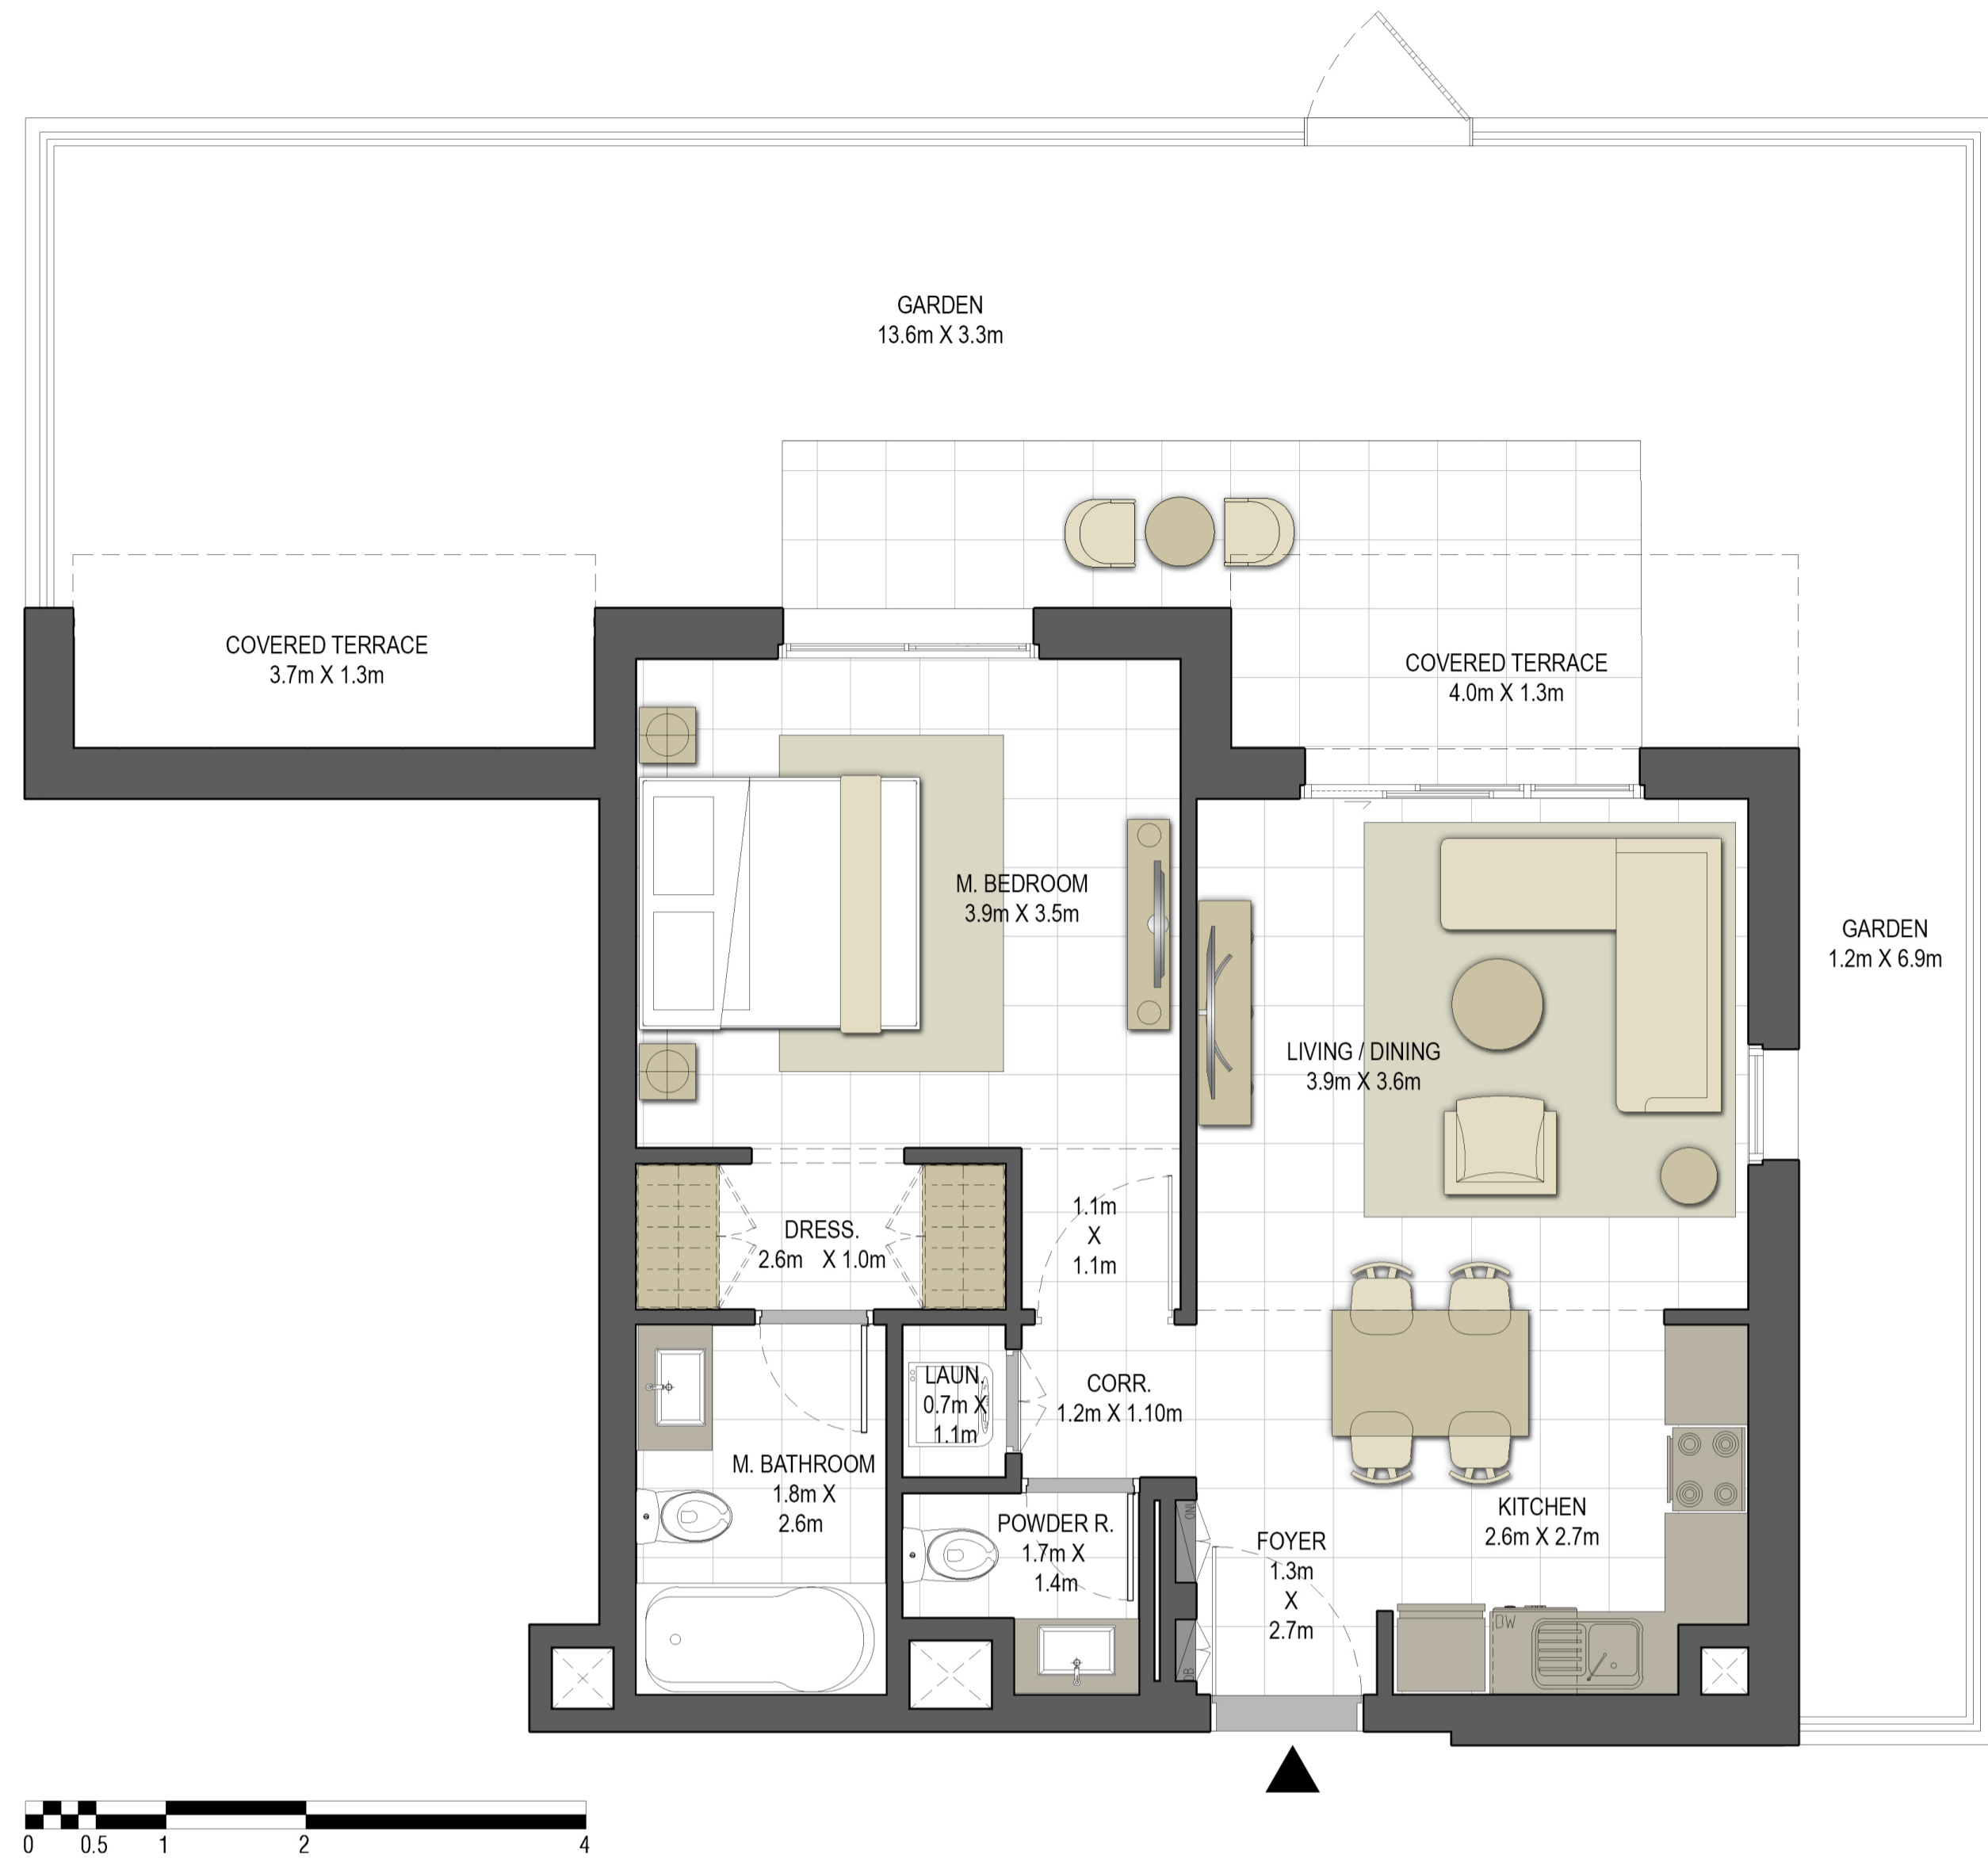 GARDEN
13.6m X 3.3m
COVERED TERRACE
3.7m X 1.3m
COVERED TERRACE
4.0m X 1.3m
M. BEDROOM
3.9m X 3.5m
GARDEN
1.2m X 6.9m
LIVING / DINING
3.9m X 3.6m
1.1m
X
1.1m
DRESS.
2.6m X 1.0m
LAUN.
0.7m X
1.1m
CORR.
1.2m X 1.10m
M. BATHROOM
1.8m X
2.6m
POWDER R.
1.7m X
1.4m
FOYER
1.3m
X
2.7m
KITCHEN
2.6m X 2.7m
DW
DB
0 0.5 1 2 4